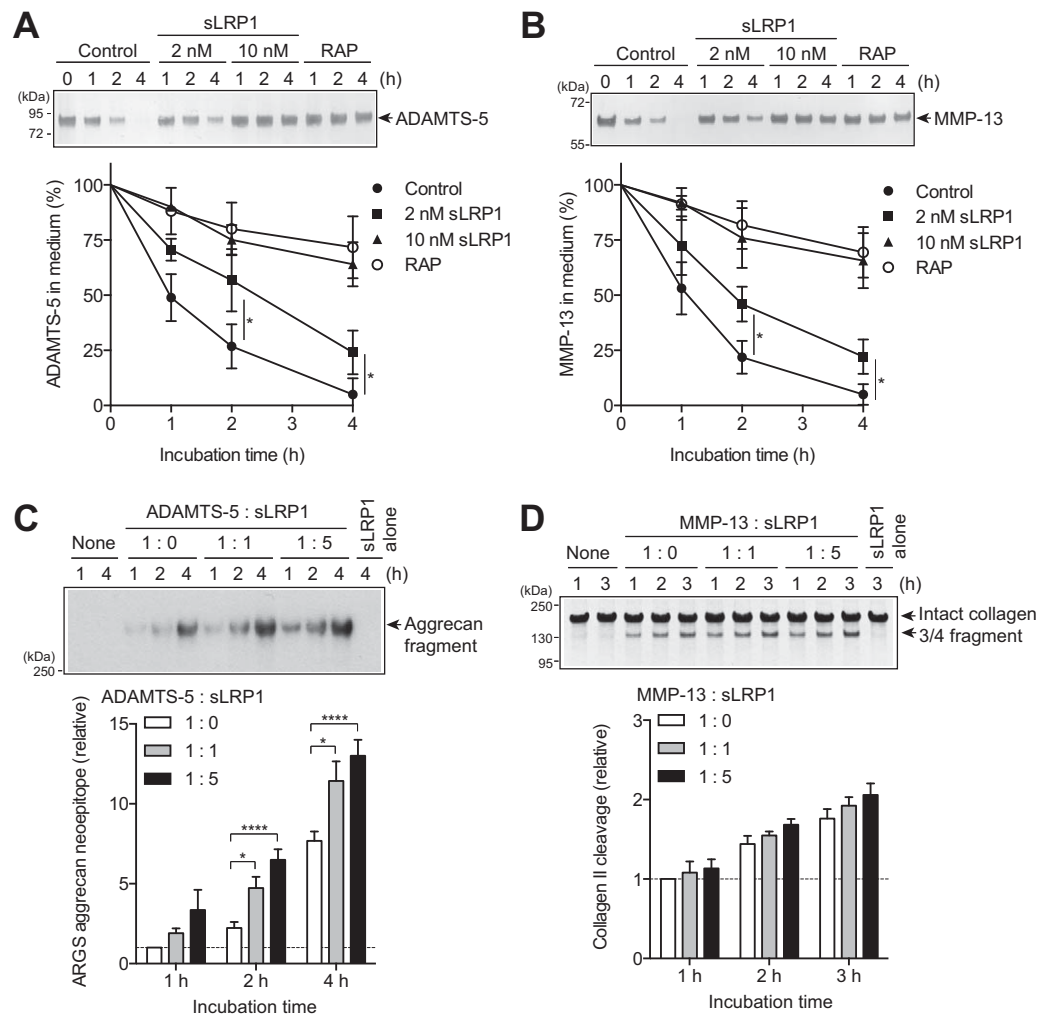 A
sLRP1
Control 2 nM 10 nM RAP
0 1 2 4 1 2 4 1 2 4 1 2 4 (h)
(kDa)
95
72
ADAMTS-5
ADAMTS-5 in medium (%)
100
75
50
25
0
0 1 2 3 4
Incubation time (h)
Control
2 nM sLRP1
10 nM sLRP1
RAP
*
*
B
sLRP1
Control 2 nM 10 nM RAP
0 1 2 4 1 2 4 1 2 4 1 2 4 (h)
(kDa)
72
55
MMP-13
MMP-13 in medium (%)
100
75
50
25
0
0 1 2 3 4
Incubation time (h)
Control
2 nM sLRP1
10 nM sLRP1
RAP
*
*
C
ADAMTS-5 : sLRP1
sLRP1 alone
None 1 : 0 1 : 1 1 : 5
1 4 1 2 4 1 2 4 1 2 4 4 (h)
Aggrecan
fragment
(kDa)
250
ADAMTS-5 : sLRP1
1 : 0
1 : 1
1 : 5
ARGS aggrecan neoepitope (relative)
15
10
5
0
*
****
*
****
1 h 2 h 4 h
Incubation time
D
MMP-13 : sLRP1
sLRP1 alone
None 1 : 0 1 : 1 1 : 5
1 3 1 2 3 1 2 3 1 2 3 3 (h)
(kDa)
250
130
95
Intact collagen
3/4 fragment
MMP-13 : sLRP1
1 : 0
1 : 1
1 : 5
Collagen II cleavage (relative)
3
2
1
0
1 h 2 h 3 h
Incubation time